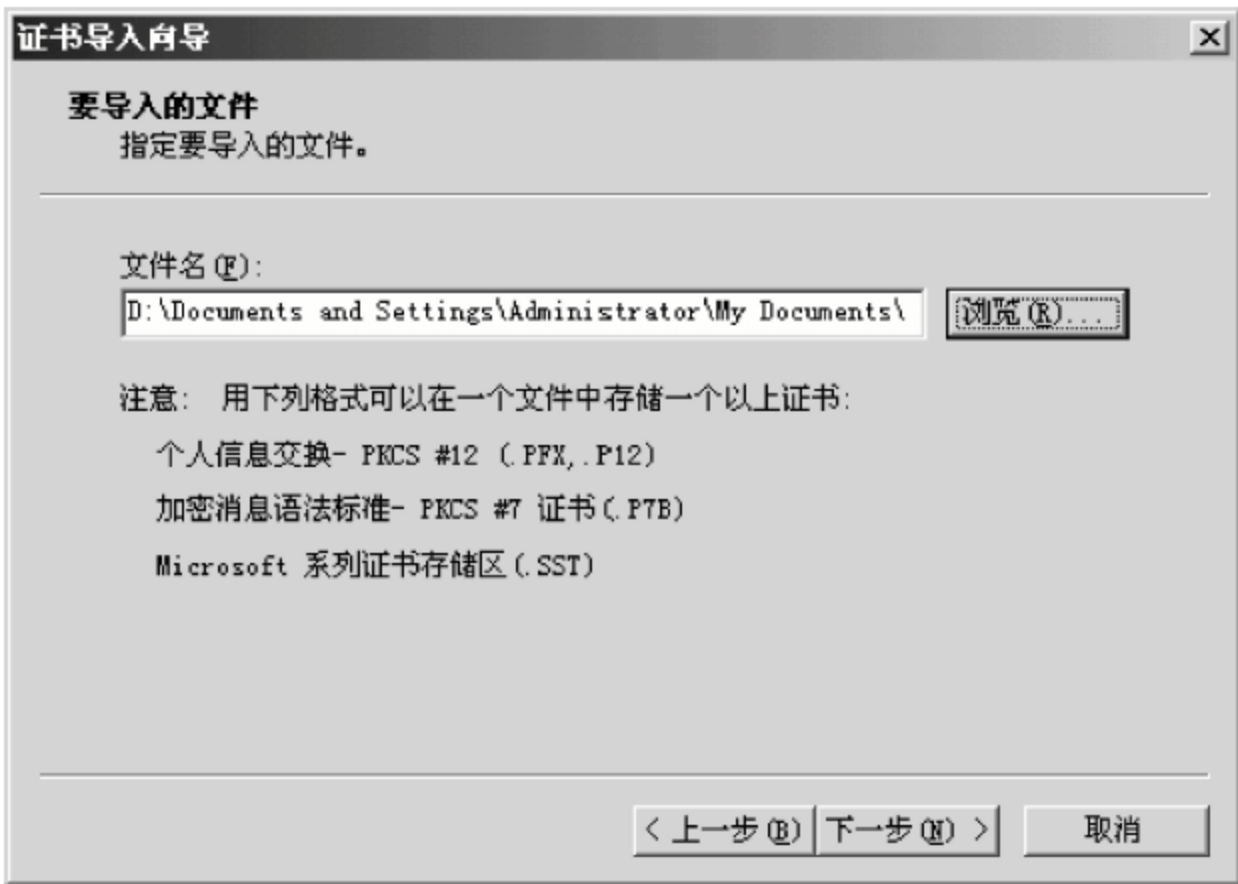 证书导入向导
要导入的文件
指定要导入的文件。
文件名(F):
D:\Documents and Settings\Administrator\My Documents\
浏览(R)...
注意: 用下列格式可以在一个文件中存储一个以上证书:
个人信息交换- PKCS #12 (.PFX,.P12)
加密消息语法标准- PKCS #7 证书(.P7B)
Microsoft 系列证书存储区(.SST)
< 上一步(B) 下一步(N) > 取消